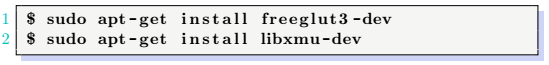 1 $ sudo apt-get install freeglut3-dev
2 $ sudo apt-get install libxmu-dev